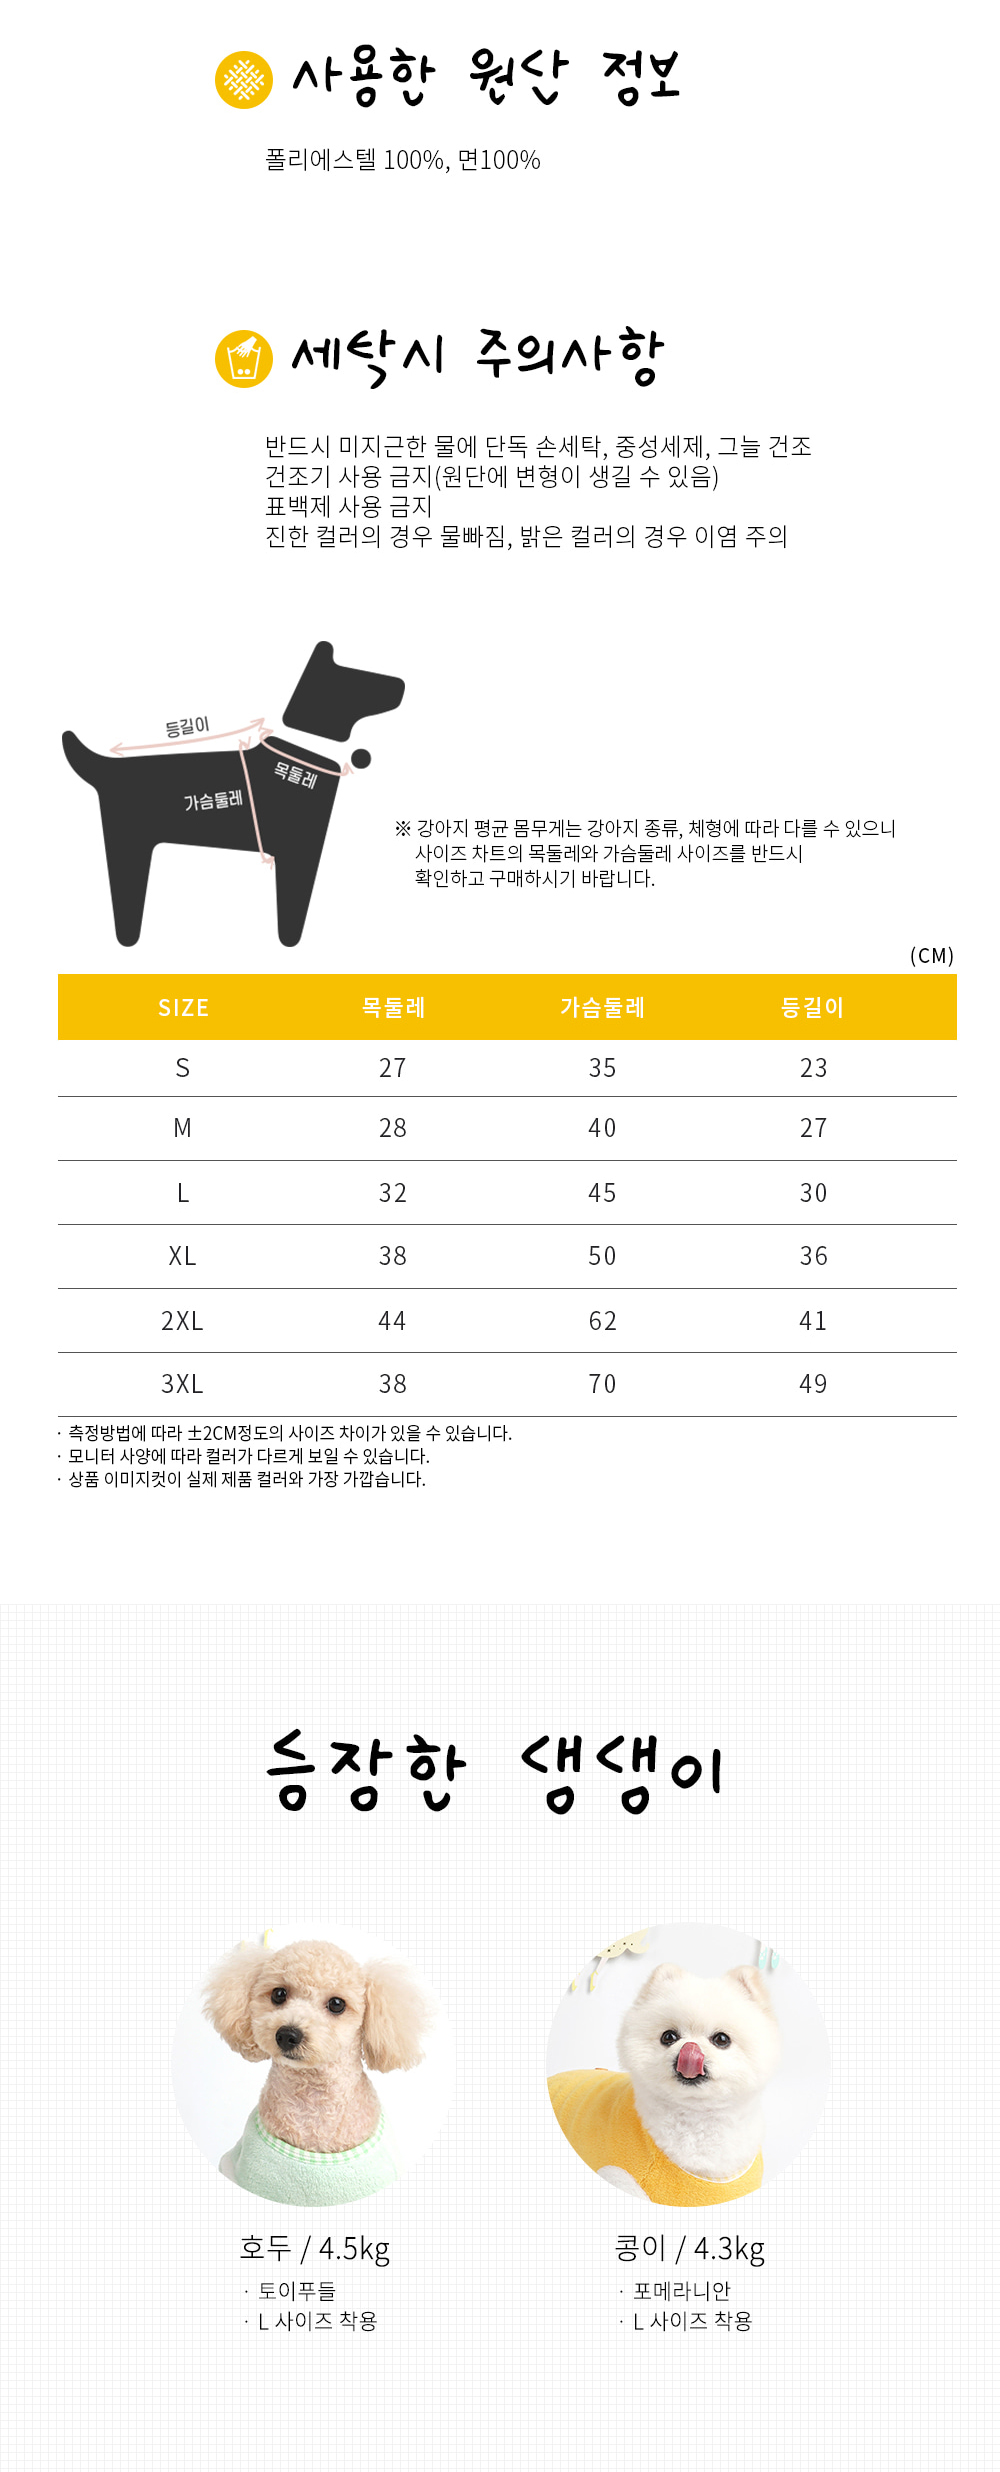 사용한 원산 정보
폴리에스텔 100%, 면100%
세탁시 주의사항
반드시 미지근한 물에 단독 손세탁, 중성세제, 그늘 건조
건조기 사용 금지(원단에 변형이 생길 수 있음)
표백제 사용 금지
진한 컬러의 경우 물빠짐, 밝은 컬러의 경우 이염 주의
등길이
목둘레
가슴둘레
※ 강아지 평균 몸무게는 강아지 종류, 체형에 따라 다를 수 있으니
사이즈 차트의 목둘레와 가슴둘레 사이즈를 반드시
확인하고 구매하시기 바랍니다.
(CM)
SIZE 목둘레 가슴둘레 등길이
S 27 35 23
M 28 40 27
L 32 45 30
XL 38 50 36
2XL 44 62 41
3XL 38 70 49
· 측정방법에 따라 ±2CM정도의 사이즈 차이가 있을 수 있습니다.
· 모니터 사양에 따라 컬러가 다르게 보일 수 있습니다.
· 상품 이미지컷이 실제 제품 컬러와 가장 가깝습니다.
등장한 샘샘이
호두 / 4.5kg
· 토이푸들
· L 사이즈 착용
콩이 / 4.3kg
· 포메라니안
· L 사이즈 착용